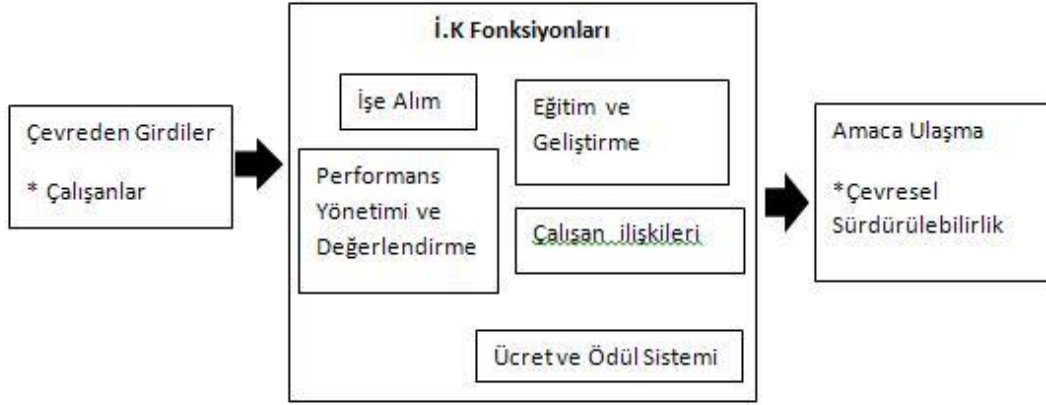 Çevreden Girdiler
* Çalışanlar
İ.K Fonksiyonları
İşe Alım
Eğitim ve
Geliştirme
Performans
Yönetimi ve
Değerlendirme
Çalışan ilişkileri
Ücret ve Ödül Sistemi
Amaca Ulaşma
*Çevresel
Sürdürülebilirlik